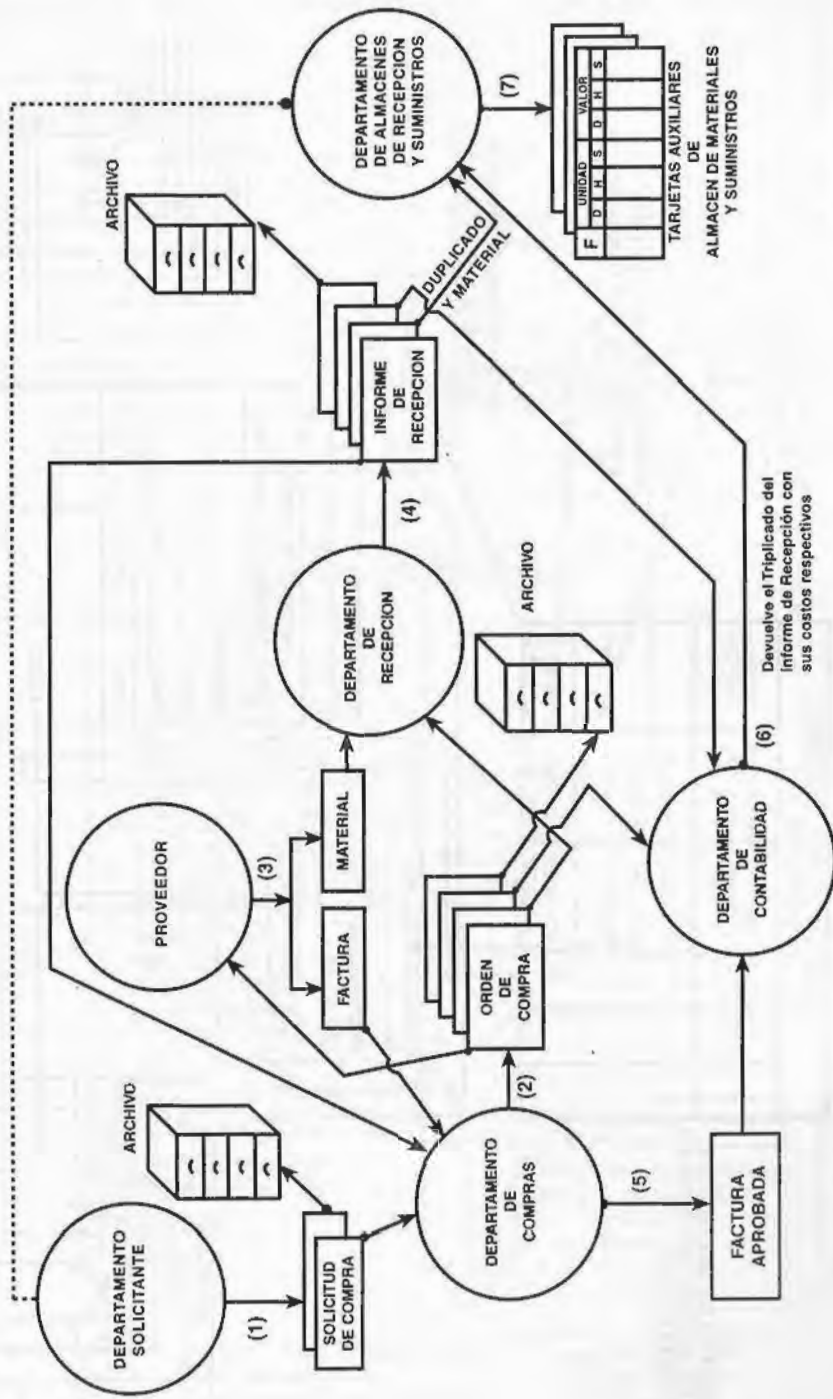 DEPARTAMENTO
SOLICITANTE
(1)
SOLICITUD
DE COMPRA
ARCHIVO
DEPARTAMENTO
DE
COMPRAS
(2)
(5)
FACTURA
APROBADA
PROVEEDOR
(3)
FACTURA
MATERIAL
ORDEN
DE
COMPRA
ARCHIVO
DEPARTAMENTO
DE
RECEPCION
(4)
INFORME
DE
RECEPCION
ARCHIVO
DUPLICADO
Y MATERIAL
DEPARTAMENTO
DE
CONTABILIDAD
(6)
Devuelve el Triplicado del
Informe de Recepción con
sus costos respectivos
DEPARTAMENTO
DE ALMACENES
DE RECEPCION
Y SUMINISTROS
(7)
F UNIDAD VALOR
D H S D H S
TARJETAS AUXILIARES
DE
ALMACEN DE MATERIALES
Y SUMINISTROS